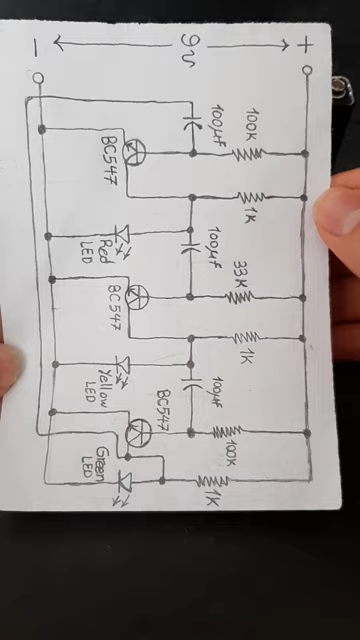 +
9v
−
100K
1K
33K
1K
100K
1K
100µF
100µF
100µF
BC547
Red
LED
BC547
Yellow
LED
BC547
Green
LED